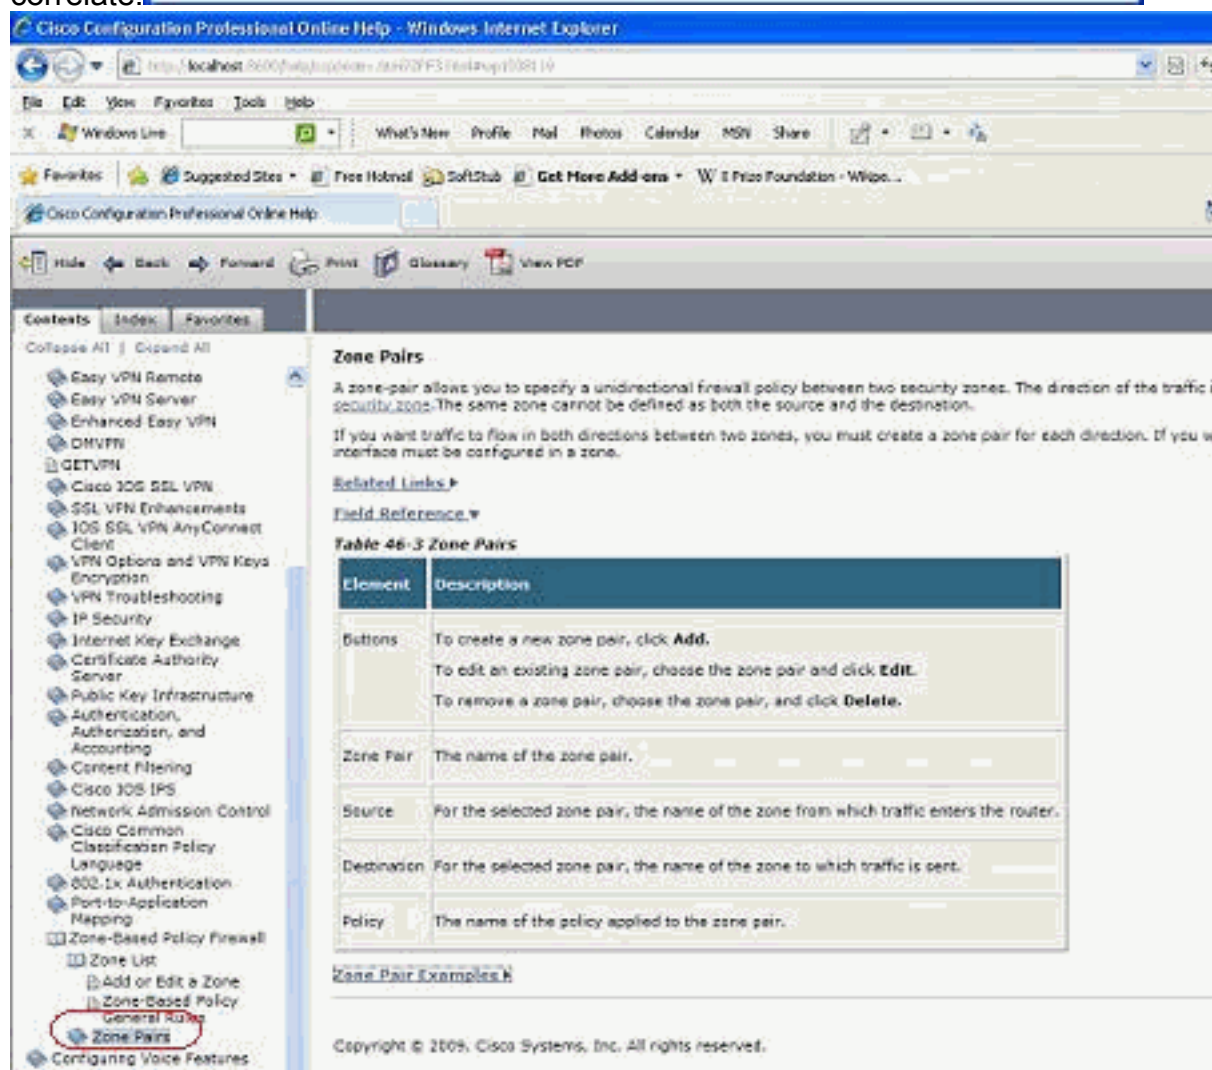 correlate.
Cisco Configuration Professional Online Help - Windows Internet Explorer
File Edit View Favorites Tools Help
X Windows Live What's New Profile Mail Photos Calendar MSN Share
Favorites Suggested Sites Free Hotmail SoftStub Get More Add-ons W X Prize Foundation - Wikipe...
Cisco Configuration Professional Online Help
Hide Back Forward Print Glossary View PDF
Contents Index Favorites
Collapse All | Expand All
Easy VPN Remote
Easy VPN Server
Enhanced Easy VPN
DMVPN
GETVPN
Cisco IOS SSL VPN
SSL VPN Enhancements
IOS SSL VPN AnyConnect
Client
VPN Options and VPN Keys
Encryption
VPN Troubleshooting
IP Security
Internet Key Exchange
Certificate Authority
Server
Public Key Infrastructure
Authentication,
Authorization, and
Accounting
Content Filtering
Cisco IOS IPS
Network Admission Control
Cisco Common
Classification Policy
Language
802.1x Authentication
Port-to-Application
Mapping
Zone-Based Policy Firewall
Zone List
Add or Edit a Zone
Zone-Based Policy
General Rules
Zone Pairs
Configuring Voice Features
Zone Pairs
A zone-pair allows you to specify a unidirectional firewall policy between two security zones. The direction of the traffic
security zone.The same zone cannot be defined as both the source and the destination.
If you want traffic to flow in both directions between two zones, you must create a zone pair for each direction. If you
interface must be configured in a zone.
Related Links
Field Reference
Table 46-3 Zone Pairs
Element Description
Buttons To create a new zone pair, click Add.
To edit an existing zone pair, choose the zone pair and click Edit.
To remove a zone pair, choose the zone pair, and click Delete.
Zone Pair The name of the zone pair.
Source For the selected zone pair, the name of the zone from which traffic enters the router.
Destination For the selected zone pair, the name of the zone to which traffic is sent.
Policy The name of the policy applied to the zone pair.
Zone Pair Examples
Copyright © 2009, Cisco Systems, Inc. All rights reserved.